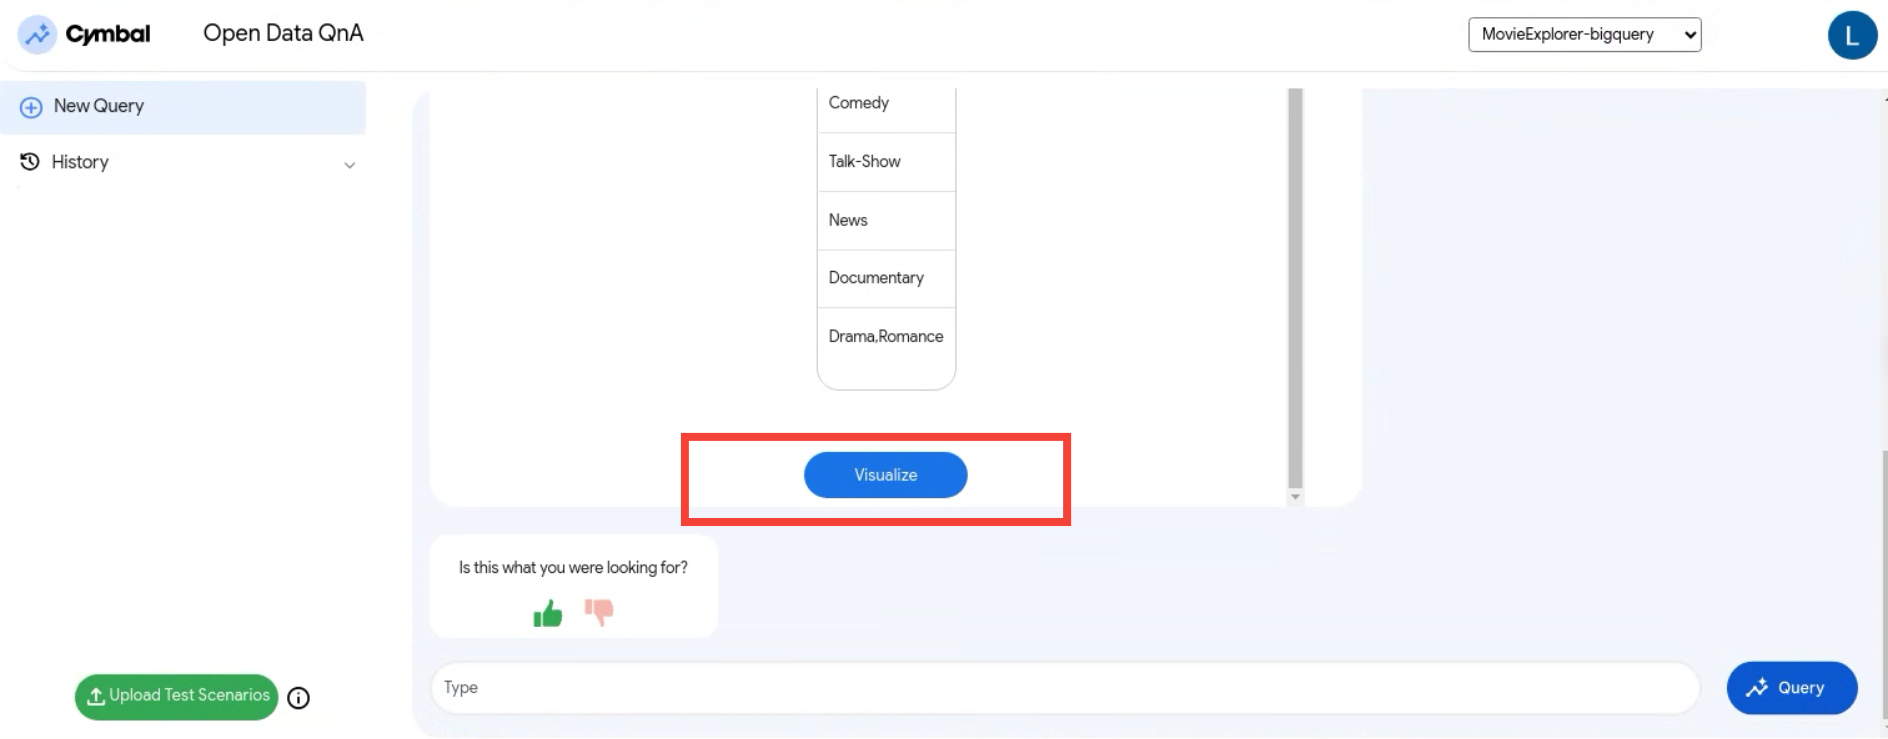 Cymbal
Open Data QnA
MovieExplorer-bigquery
L
New Query
History
Comedy
Talk-Show
News
Documentary
Drama,Romance
Visualize
Is this what you were looking for?
Type
Query
Upload Test Scenarios